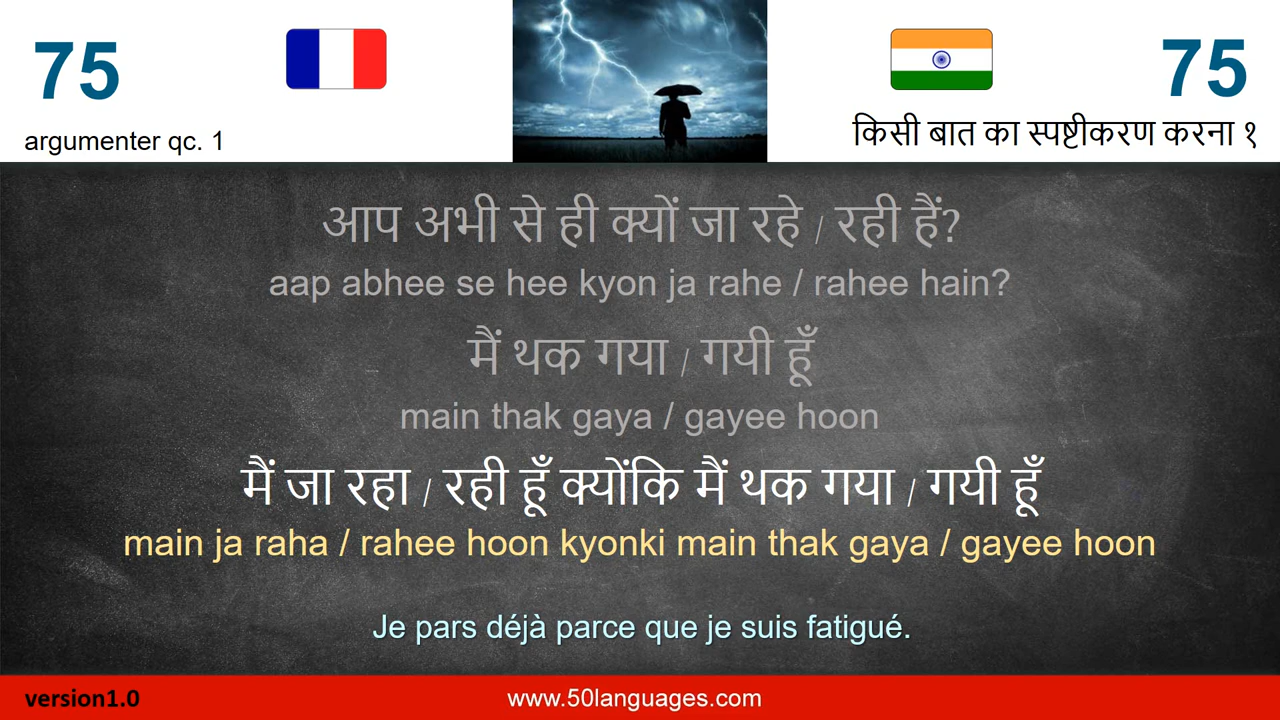 75
75
argumenter qc. 1
किसी बात का स्पष्टीकरण करना १
आप अभी से ही क्यों जा रहे / रही हैं?
aap abhee se hee kyon ja rahe / rahee hain?
मैं थक गया / गयी हूँ
main thak gaya / gayee hoon
मैं जा रहा / रही हूँ क्योंकि मैं थक गया / गयी हूँ
main ja raha / rahee hoon kyonki main thak gaya / gayee hoon
Je pars déjà parce que je suis fatigué.
version1.0
www.50languages.com